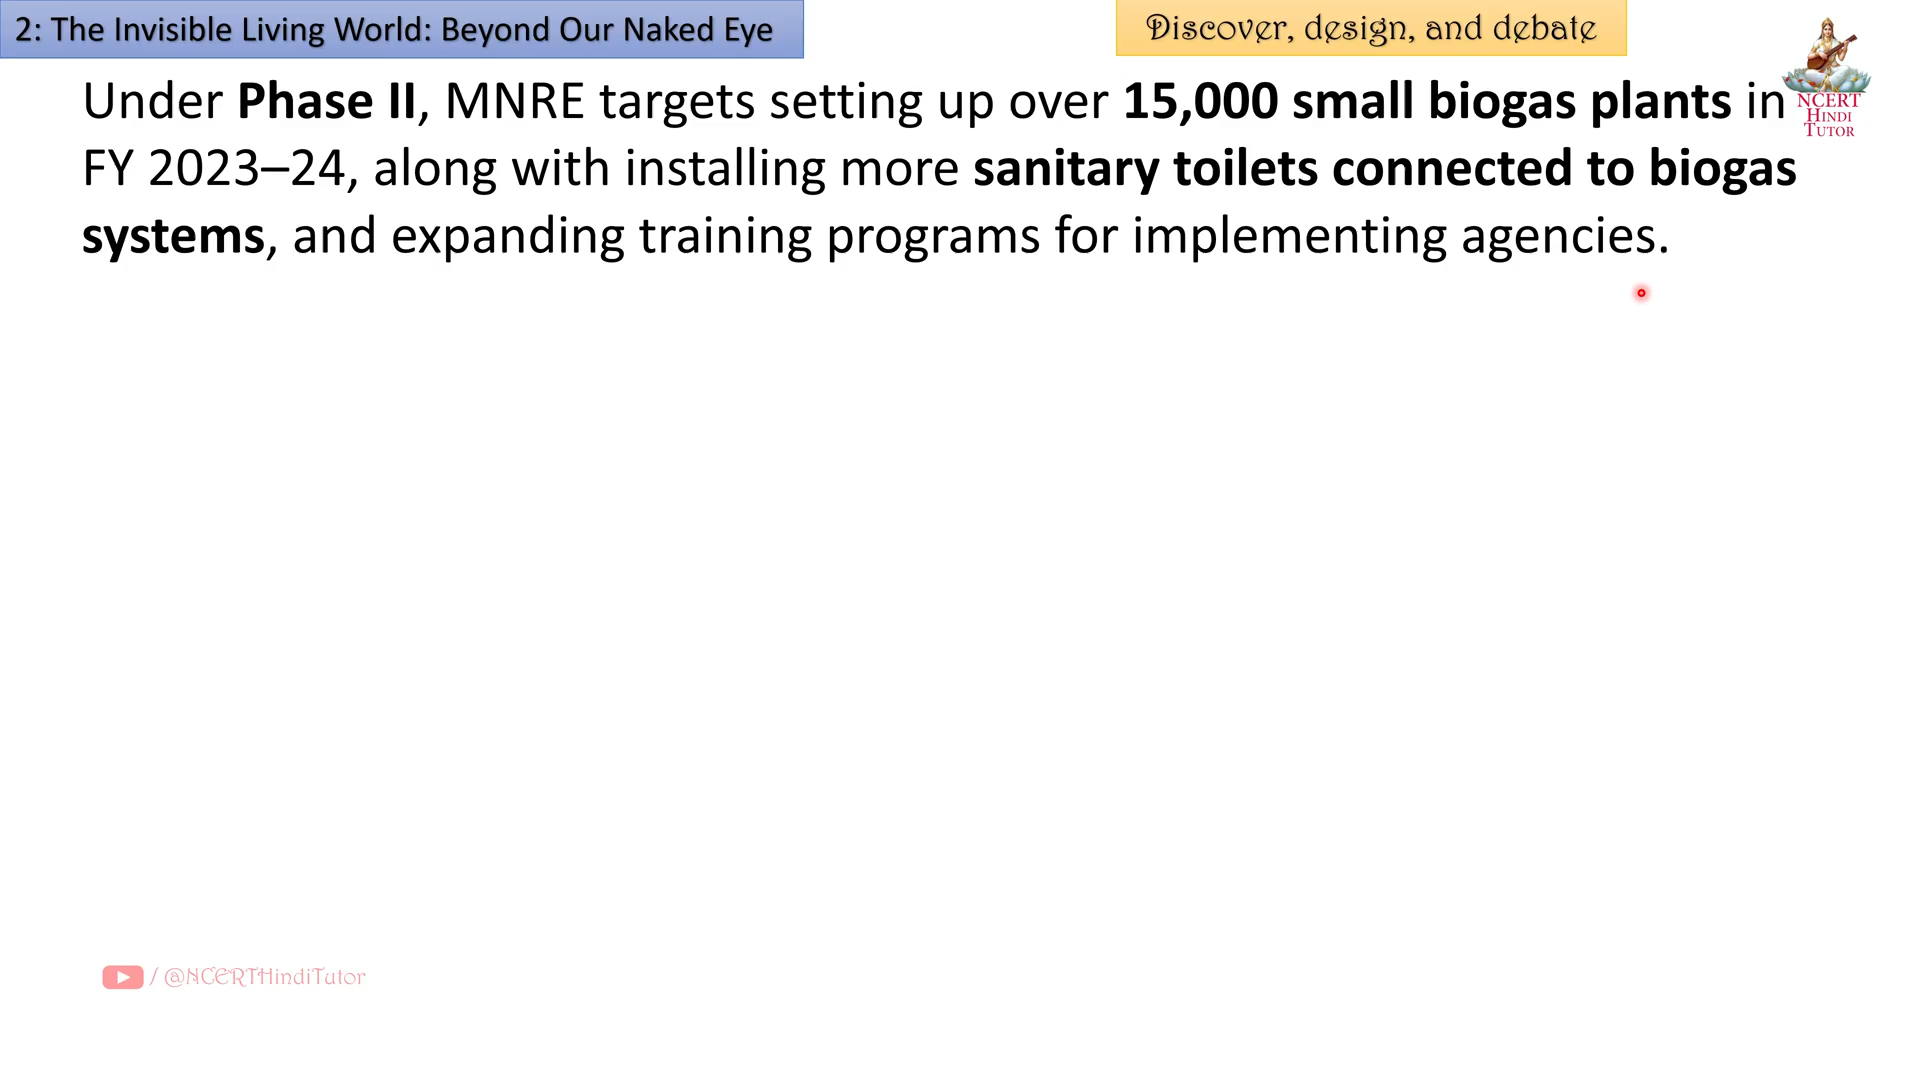 2: The Invisible Living World: Beyond Our Naked Eye
Discover, design, and debate
NCERT
HINDI
TUTOR
Under Phase II, MNRE targets setting up over 15,000 small biogas plants in
FY 2023–24, along with installing more sanitary toilets connected to biogas
systems, and expanding training programs for implementing agencies.
/ @NCERTHindiTutor